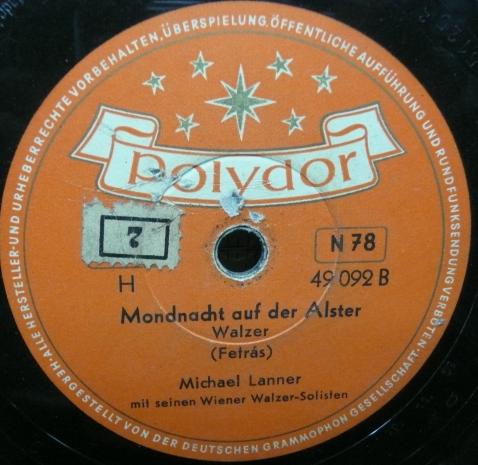 ALLE HERSTELLER-UND URHEBERRECHTE VORBEHALTEN, ÜBERSPIELUNG, ÖFFENTLICHE AUFFÜHRUNG UND RUNDFUNKSENDUNG VERBOTEN
polydor
7
N 78
H
49 092 B
Mondnacht auf der Alster
Walzer
(Fetrás)
Michael Lanner
mit seinen Wiener Walzer-Solisten
HERGESTELLT VON DER DEUTSCHEN GRAMMOPHON GESELLSCHAFT